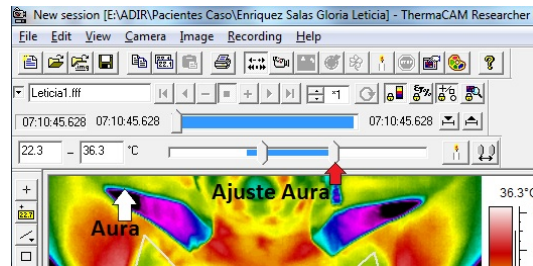 New session [E:\ADIR\Pacientes Caso\Enriquez Salas Gloria Leticia] - ThermaCAM Researcher
File Edit View Camera Image Recording Help
Leticia1.fff
*1
07:10:45.628 07:10:45.628 07:10:45.628
22.3 - 36.3 °C
Ajuste Aura
36.3°C
Aura